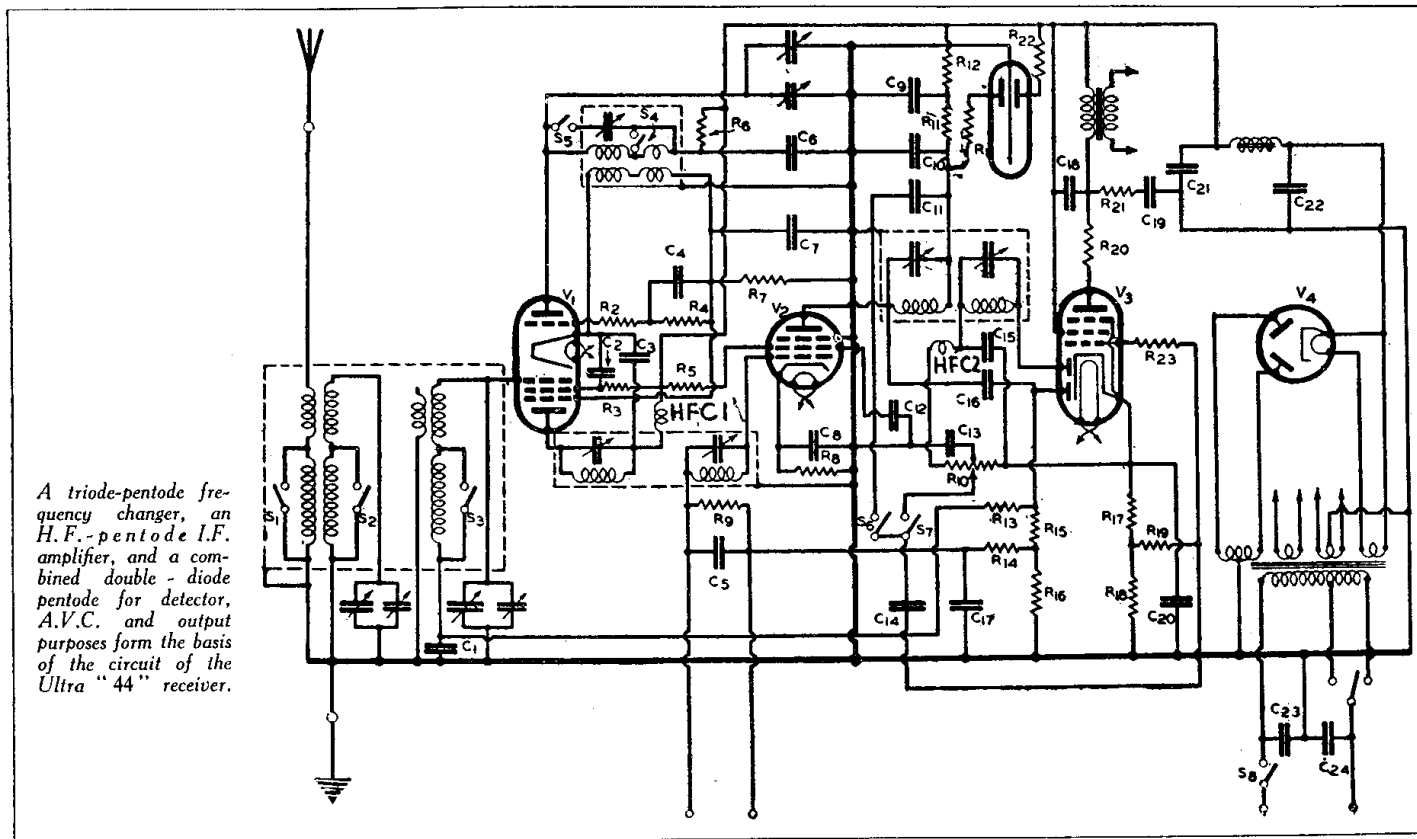 R22
R12
C9
R11
R6
S4
S5
C6
C10
C11
C18
R21
C19
C21
C22
C7
R20
C4
R7
V1
R2
R4
V2
V3
V4
C2
C3
C15
R23
R5
HFC2
R3
C16
HFC1
C12
C8
C13
R8
R10
A triode-pentode fre-
quency changer, an
H.F.-pentode I.F.
amplifier, and a com-
bined double-diode
pentode for detector,
A.V.C. and output
purposes form the basis
of the circuit of the
Ultra "44" receiver.
S1
S2
S3
R9
S6
S7
R13
R15
R17
R19
C5
R14
R16
R18
C1
C14
C17
C20
C23
C24
S8